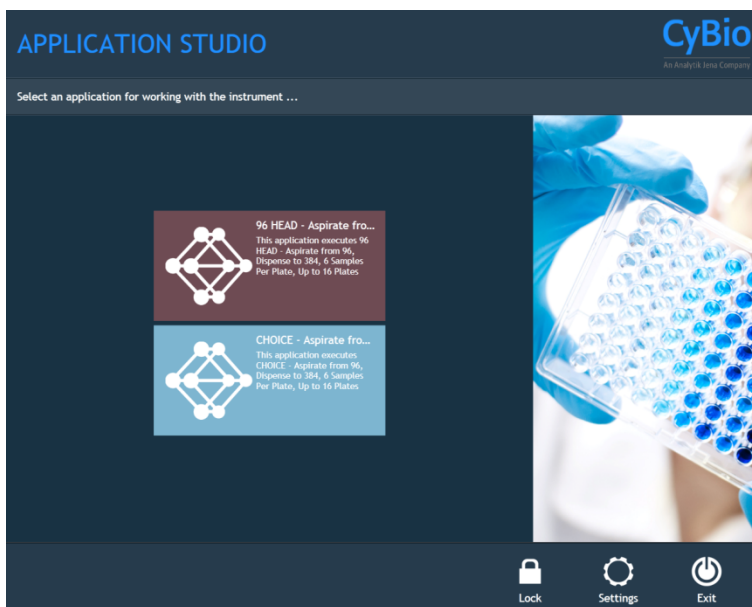 APPLICATION STUDIO
CyBio
An Analytik Jena Company
Select an application for working with the instrument ...
96 HEAD - Aspirate fro...
This application executes 96
HEAD - Aspirate from 96,
Dispense to 384, 6 Samples
Per Plate, Up to 16 Plates
CHOICE - Aspirate fro...
This application executes
CHOICE - Aspirate from 96,
Dispense to 384, 6 Samples
Per Plate, Up to 16 Plates
Lock
Settings
Exit